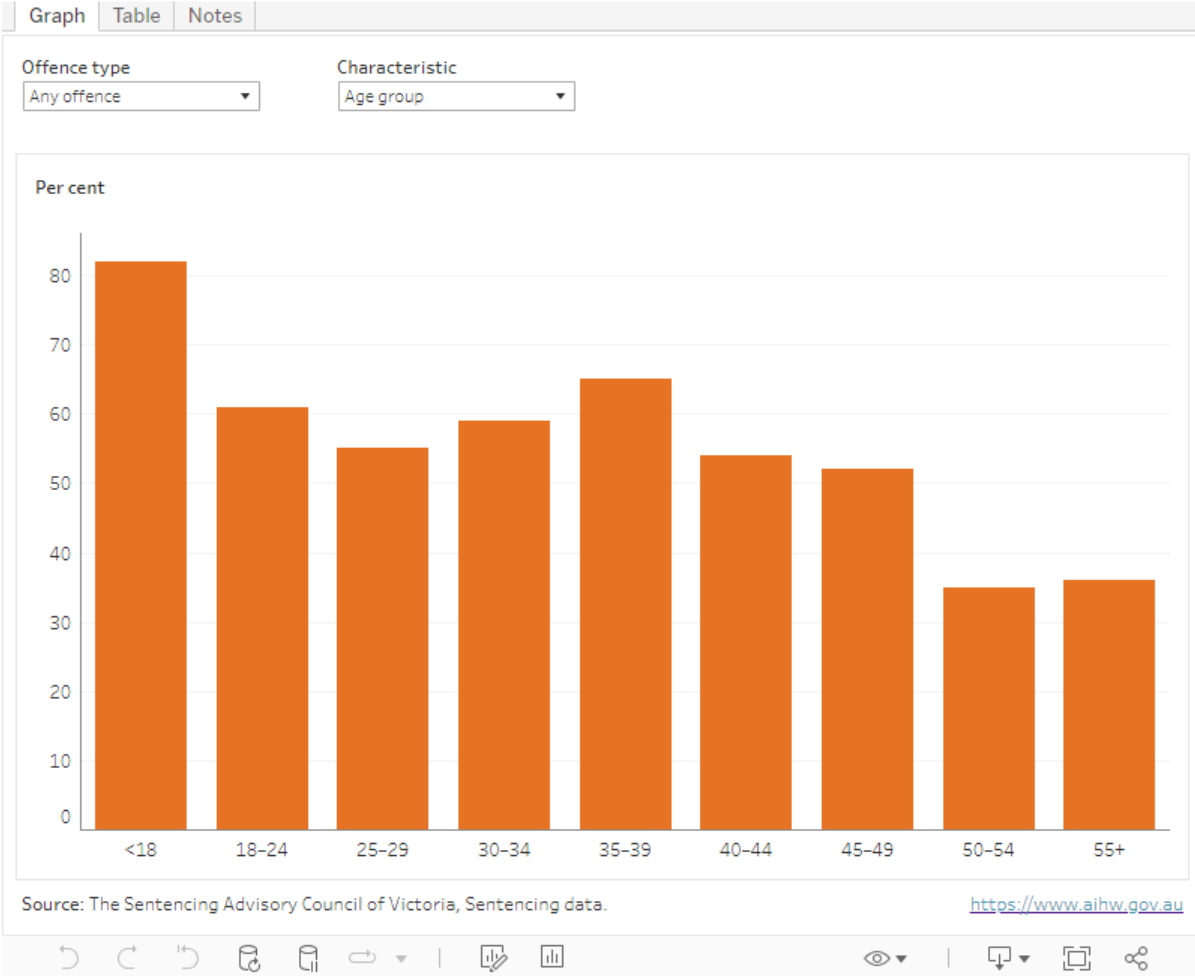 Graph Table Notes
Offence type Characteristic
Any offence Age group
Per cent
80
70
60
50
40
30
20
10
0
<18 18–24 25–29 30–34 35–39 40–44 45–49 50–54 55+
Source: The Sentencing Advisory Council of Victoria, Sentencing data. https://www.aihw.gov.au